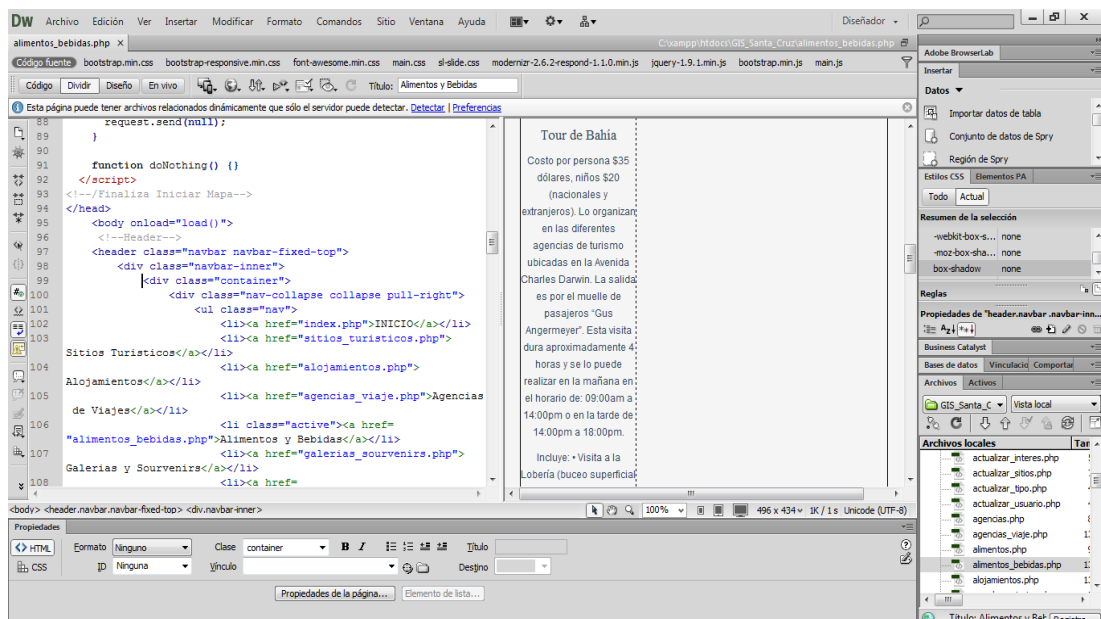 DW Archivo Edición Ver Insertar Modificar Formato Comandos Sitio Ventana Ayuda Diseñador
alimentos_bebidas.php × C:\xampp\htdocs\GIS_Santa_Cruz\alimentos_bebidas.php
Código fuente bootstrap.min.css bootstrap-responsive.min.css font-awesome.min.css main.css sl-slide.css modernizr-2.6.2-respond-1.1.0.min.js jquery-1.9.1.min.js bootstrap.min.js main.js
Código Dividir Diseño En vivo Título: Alimentos y Bebidas
Esta página puede tener archivos relacionados dinámicamente que sólo el servidor puede detectar. Detectar | Preferencias
88 request.send(null);
89 }
90
91 function doNothing() {}
92 </script>
93 <!--/Finaliza Iniciar Mapa-->
94 </head>
95 <body onload="load()">
96 <!--Header-->
97 <header class="navbar navbar-fixed-top">
98 <div class="navbar-inner">
99 <div class="container">
100 <div class="nav-collapse collapse pull-right">
101 <ul class="nav">
102 <li><a href="index.php">INICIO</a></li>
103 <li><a href="sitios_turisticos.php">
Sitios Turisticos</a></li>
104 <li><a href="alojamientos.php">
Alojamientos</a></li>
105 <li><a href="agencias_viaje.php">Agencias
de Viajes</a></li>
106 <li class="active"><a href=
"alimentos_bebidas.php">Alimentos y Bebidas</a></li>
107 <li><a href="galerias_sourvenirs.php">
Galerias y Sourvenirs</a></li>
108 <li><a href=
Tour de Bahía
Costo por persona $35
dólares, niños $20
(nacionales y
extranjeros). Lo organizan
en las diferentes
agencias de turismo
ubicadas en la Avenida
Charles Darwin. La salida
es por el muelle de
pasajeros “Gus
Angermeyer”. Esta visita
dura aproximadamente 4
horas y se lo puede
realizar en la mañana en
el horario de: 09:00am a
14:00pm o en la tarde de
14:00pm a 18:00pm.
Incluye: • Visita a la
Lobería (buceo superficial
<body> <header.navbar.navbar-fixed-top> <div.navbar-inner> 100% 496 x 434 1K / 1 s Unicode (UTF-8)
Propiedades
<> HTML Formato Ninguno Clase container B I Título
CSS ID Ninguna Vínculo Destino
Propiedades de la página... Elemento de lista...
Adobe BrowserLab
Insertar
Datos
Importar datos de tabla
Conjunto de datos de Spry
Región de Spry
Estilos CSS Elementos PA
Todo Actual
Resumen de la selección
-webkit-box-s... none
-moz-box-sha... none
box-shadow none
Reglas
Propiedades de "header.navbar .navbar-inn...
Business Catalyst
Bases de datos Vinculacio Comportar
Archivos Activos
GIS_Santa_C Vista local
Archivos locales Tar
actualizar_interes.php
actualizar_sitios.php
actualizar_tipo.php
actualizar_usuario.php
agencias.php
agencias_viaje.php
alimentos.php
alimentos_bebidas.php
alojamientos.php
Título: Alimentos y Bel